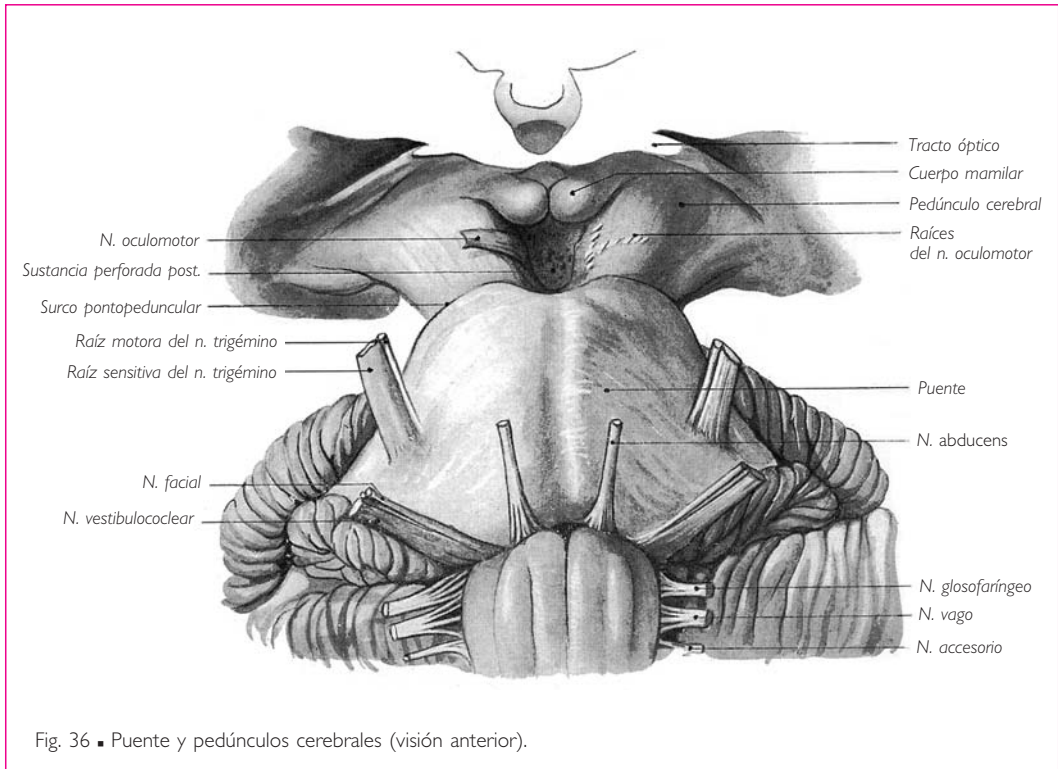 Tracto óptico
Cuerpo mamilar
Pedúnculo cerebral
N. oculomotor
Raíces
del n. oculomotor
Sustancia perforada post.
Surco pontopeduncular
Raíz motora del n. trigémino
Raíz sensitiva del n. trigémino
Puente
N. abducens
N. facial
N. vestibulococlear
N. glosofaríngeo
N. vago
N. accesorio
Fig. 36 ▪ Puente y pedúnculos cerebrales (visión anterior).